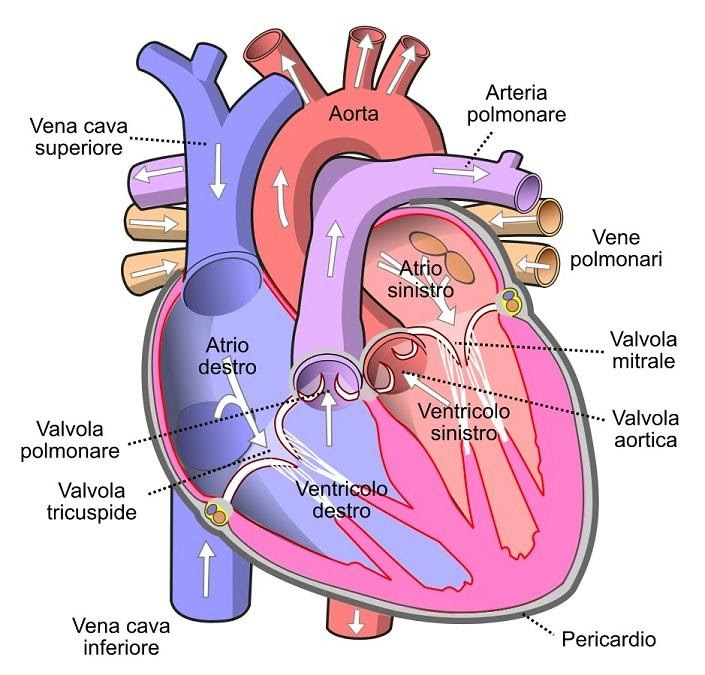 Aorta
Arteria
polmonare
Vena cava
superiore
Vene
polmonari
Atrio
sinistro
Atrio
destro
Valvola
mitrale
Ventricolo
sinistro
Valvola
aortica
Valvola
polmonare
Valvola
tricuspide
Ventricolo
destro
Vena cava
inferiore
Pericardio